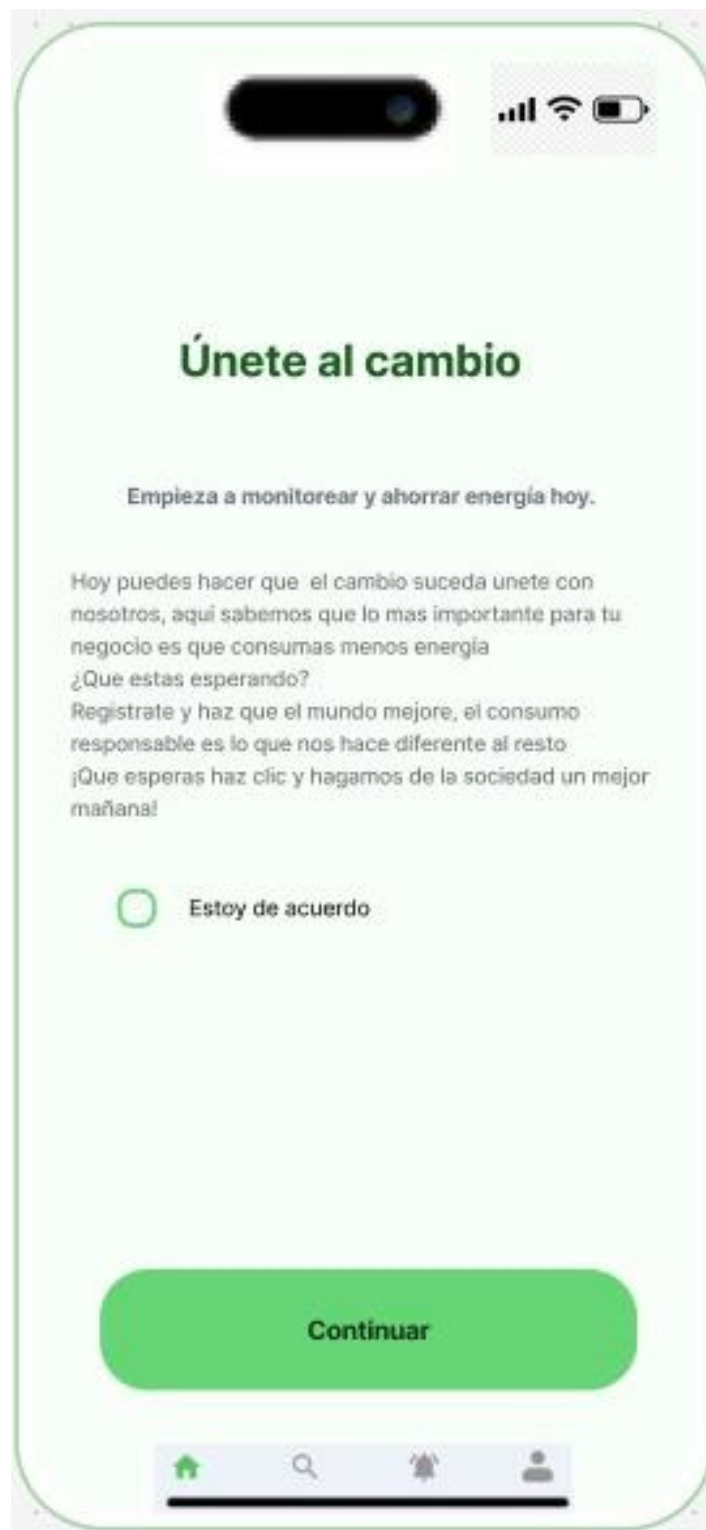 Únete al cambio
Empieza a monitorear y ahorrar energía hoy.
Hoy puedes hacer que  el cambio suceda unete con
nosotros, aqui sabemos que lo mas importante para tu
negocio es que consumas menos energía
¿Que estas esperando?
Registrate y haz que el mundo mejore, el consumo
responsable es lo que nos hace diferente al resto
¡Que esperas haz clic y hagamos de la sociedad un mejor
mañana!
Estoy de acuerdo
Continuar